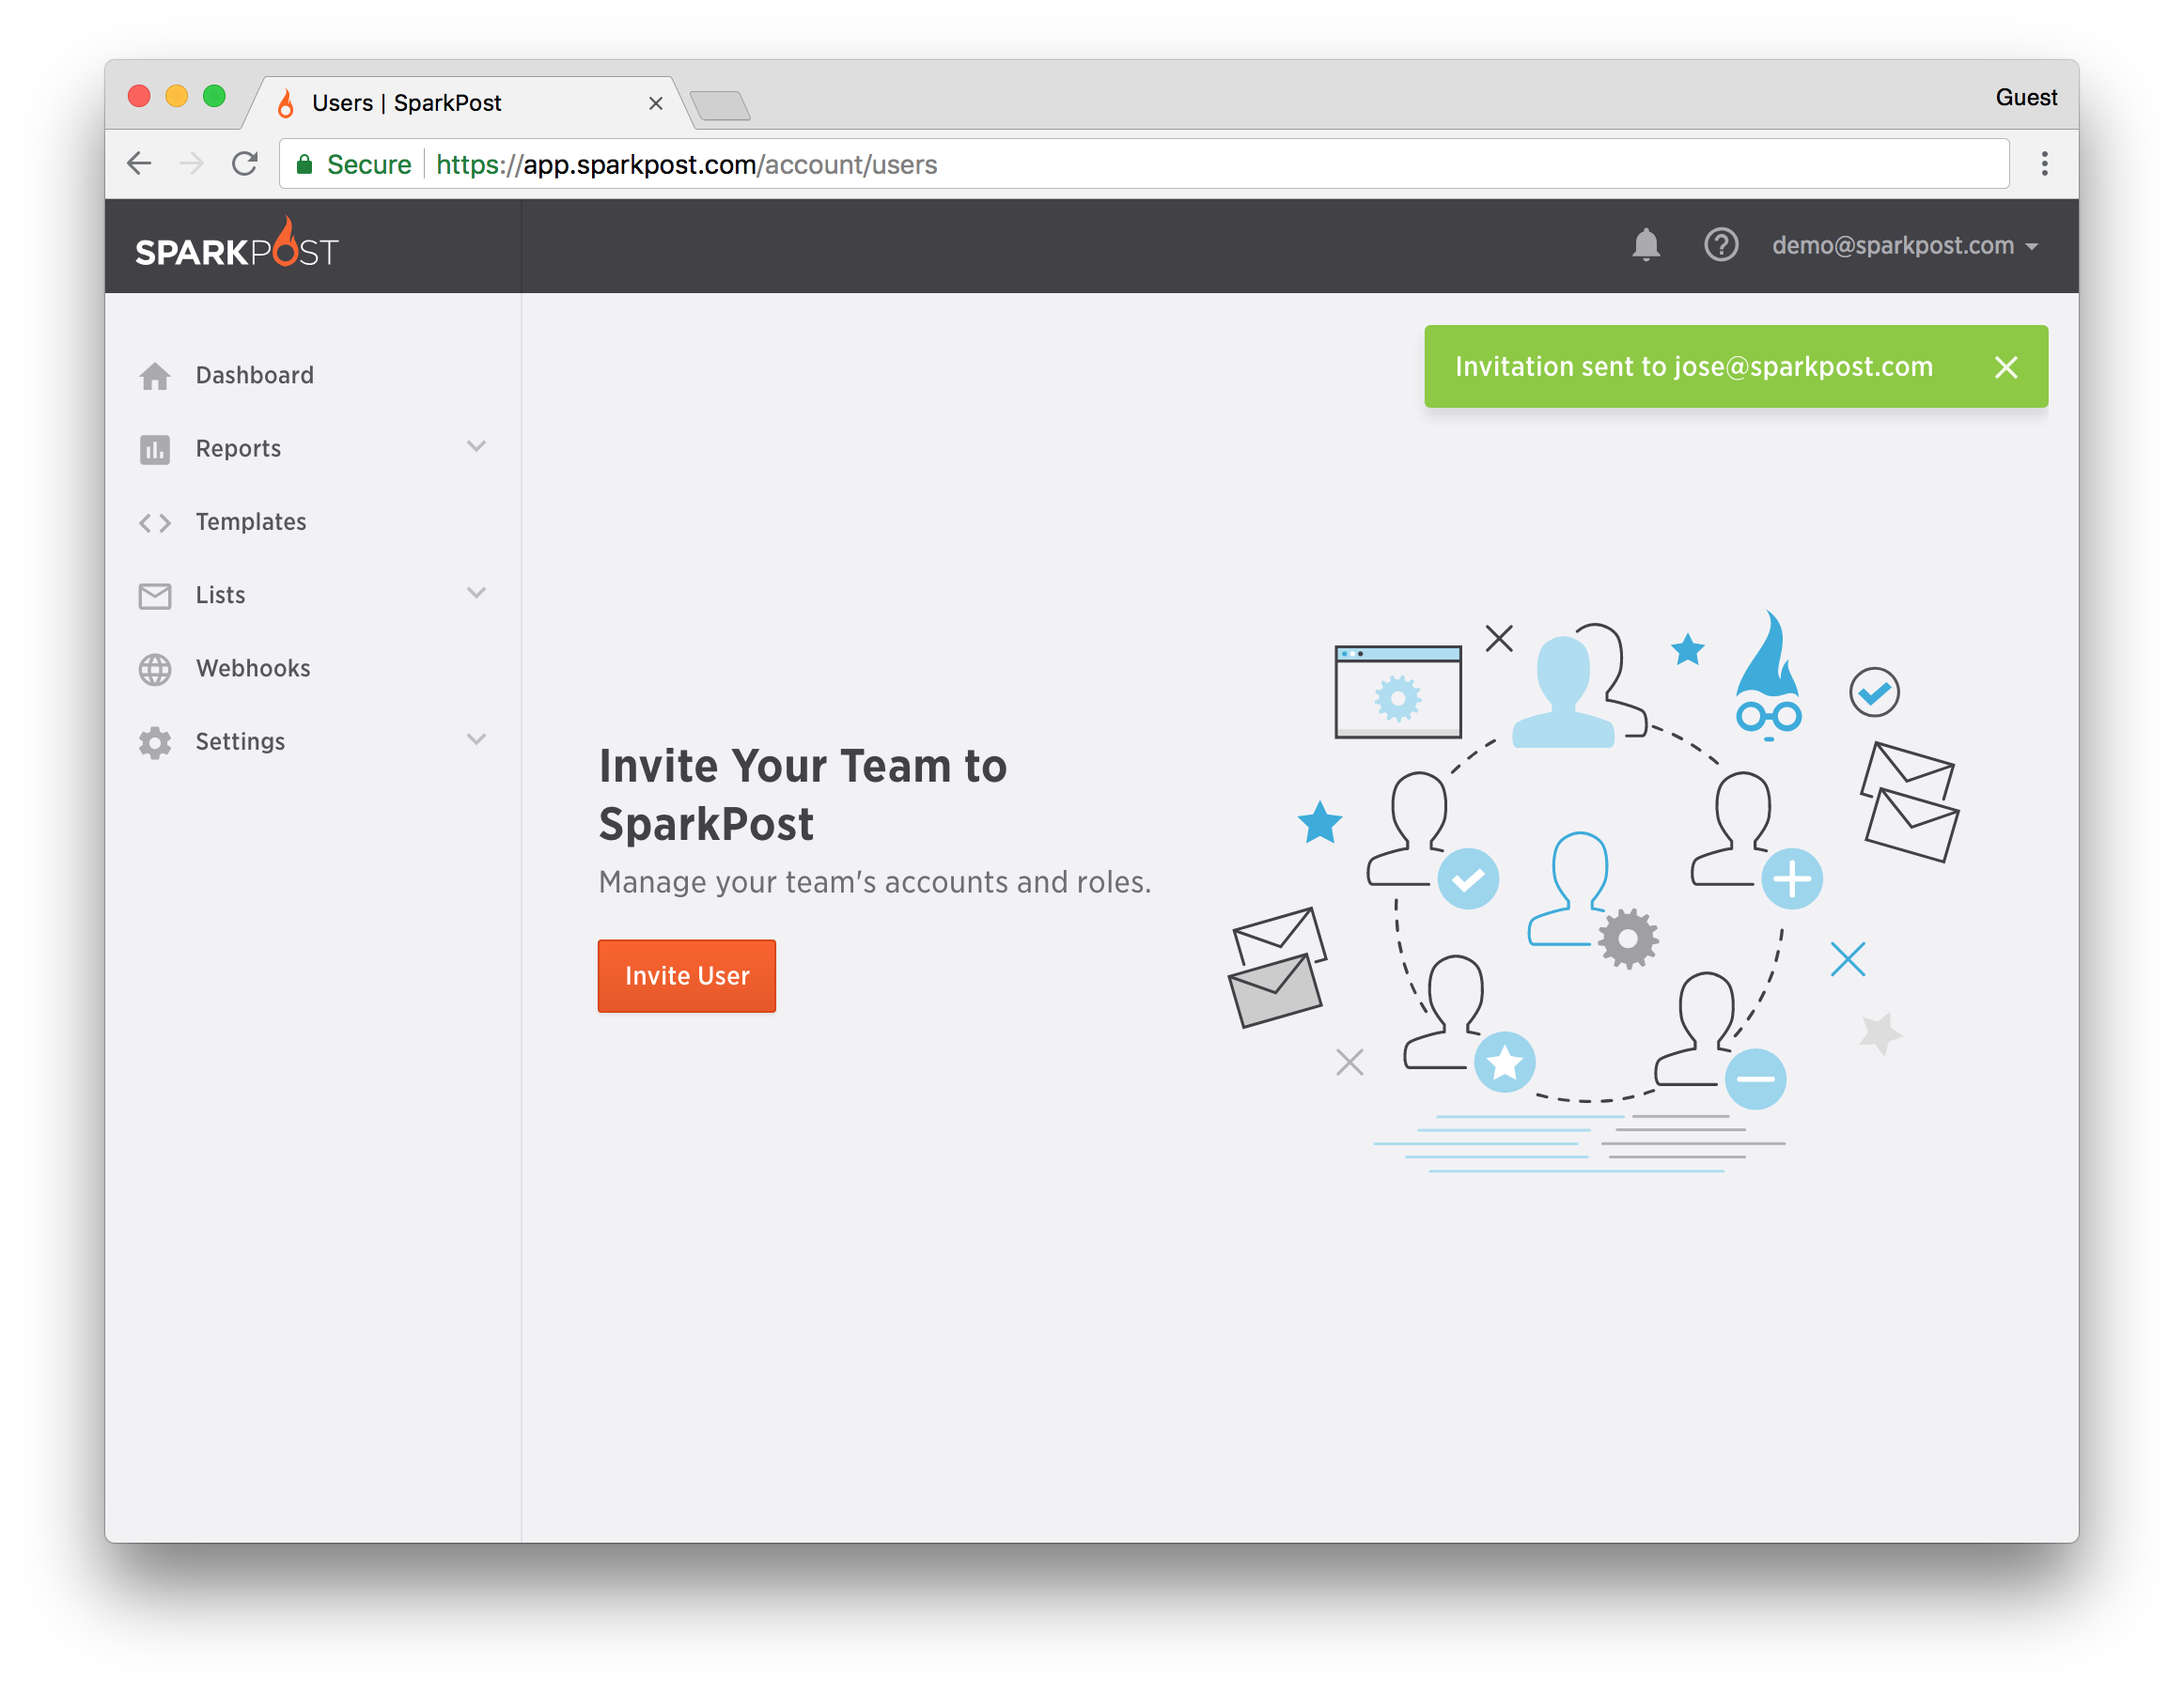 Users | SparkPost
Guest
Secure
https://app.sparkpost.com/account/users
SPARKPOST
demo@sparkpost.com
Invitation sent to jose@sparkpost.com
Dashboard
Reports
Templates
Lists
Webhooks
Settings
Invite Your Team to
SparkPost
Manage your team's accounts and roles.
Invite User